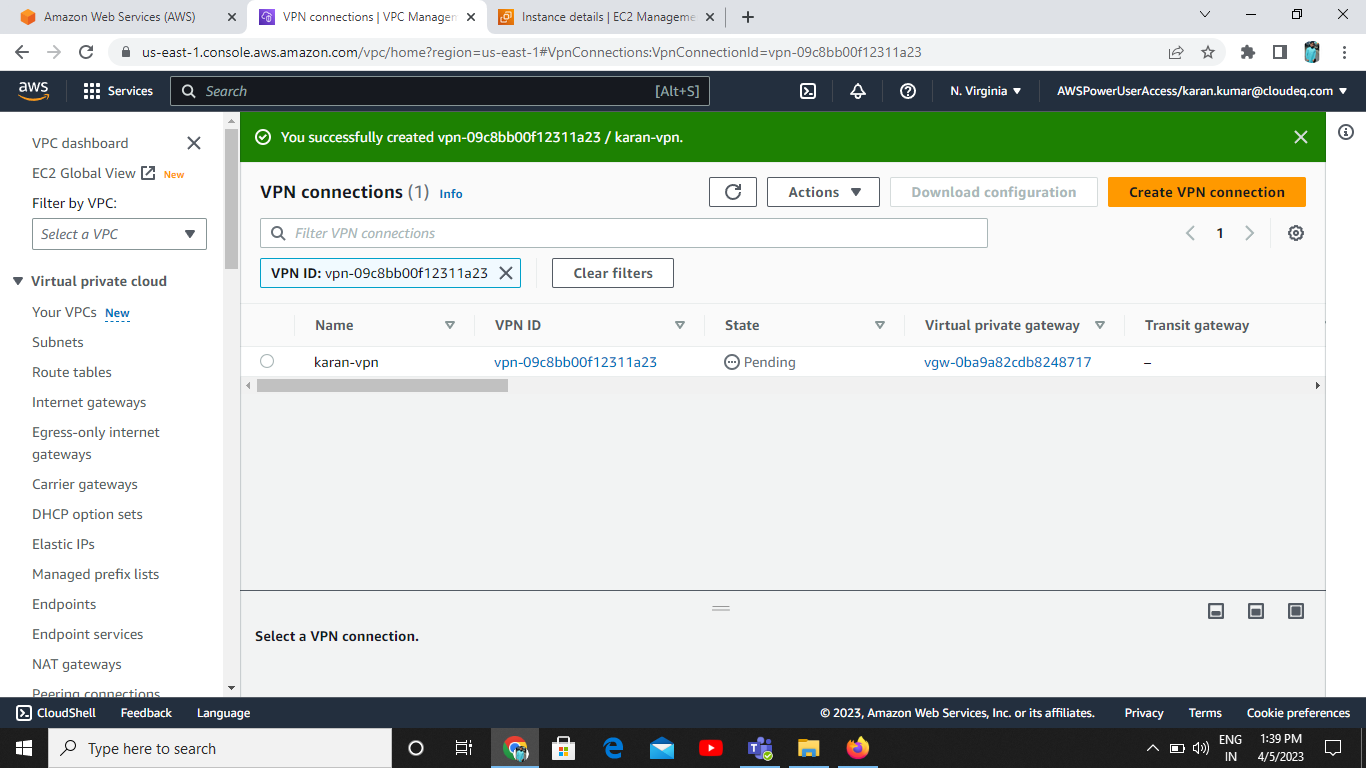 Amazon Web Services (AWS)
VPN connections | VPC Managem
Instance details | EC2 Manageme
us-east-1.console.aws.amazon.com/vpc/home?region=us-east-1#VpnConnections:VpnConnectionId=vpn-09c8bb00f12311a23
aws
Services
Search
[Alt+S]
N. Virginia
AWSPowerUserAccess/karan.kumar@cloudeq.com
VPC dashboard
EC2 Global View
New
Filter by VPC:
Select a VPC
Virtual private cloud
Your VPCs
New
Subnets
Route tables
Internet gateways
Egress-only internet
gateways
Carrier gateways
DHCP option sets
Elastic IPs
Managed prefix lists
Endpoints
Endpoint services
NAT gateways
Peering connections
You successfully created vpn-09c8bb00f12311a23 / karan-vpn.
VPN connections (1)
Info
Actions
Download configuration
Create VPN connection
Filter VPN connections
1
VPN ID: vpn-09c8bb00f12311a23
Clear filters
Name
VPN ID
State
Virtual private gateway
Transit gateway
karan-vpn
vpn-09c8bb00f12311a23
Pending
vgw-0ba9a82cdb8248717
–
Select a VPN connection.
CloudShell
Feedback
Language
© 2023, Amazon Web Services, Inc. or its affiliates.
Privacy
Terms
Cookie preferences
Type here to search
ENG
IN
1:39 PM
4/5/2023